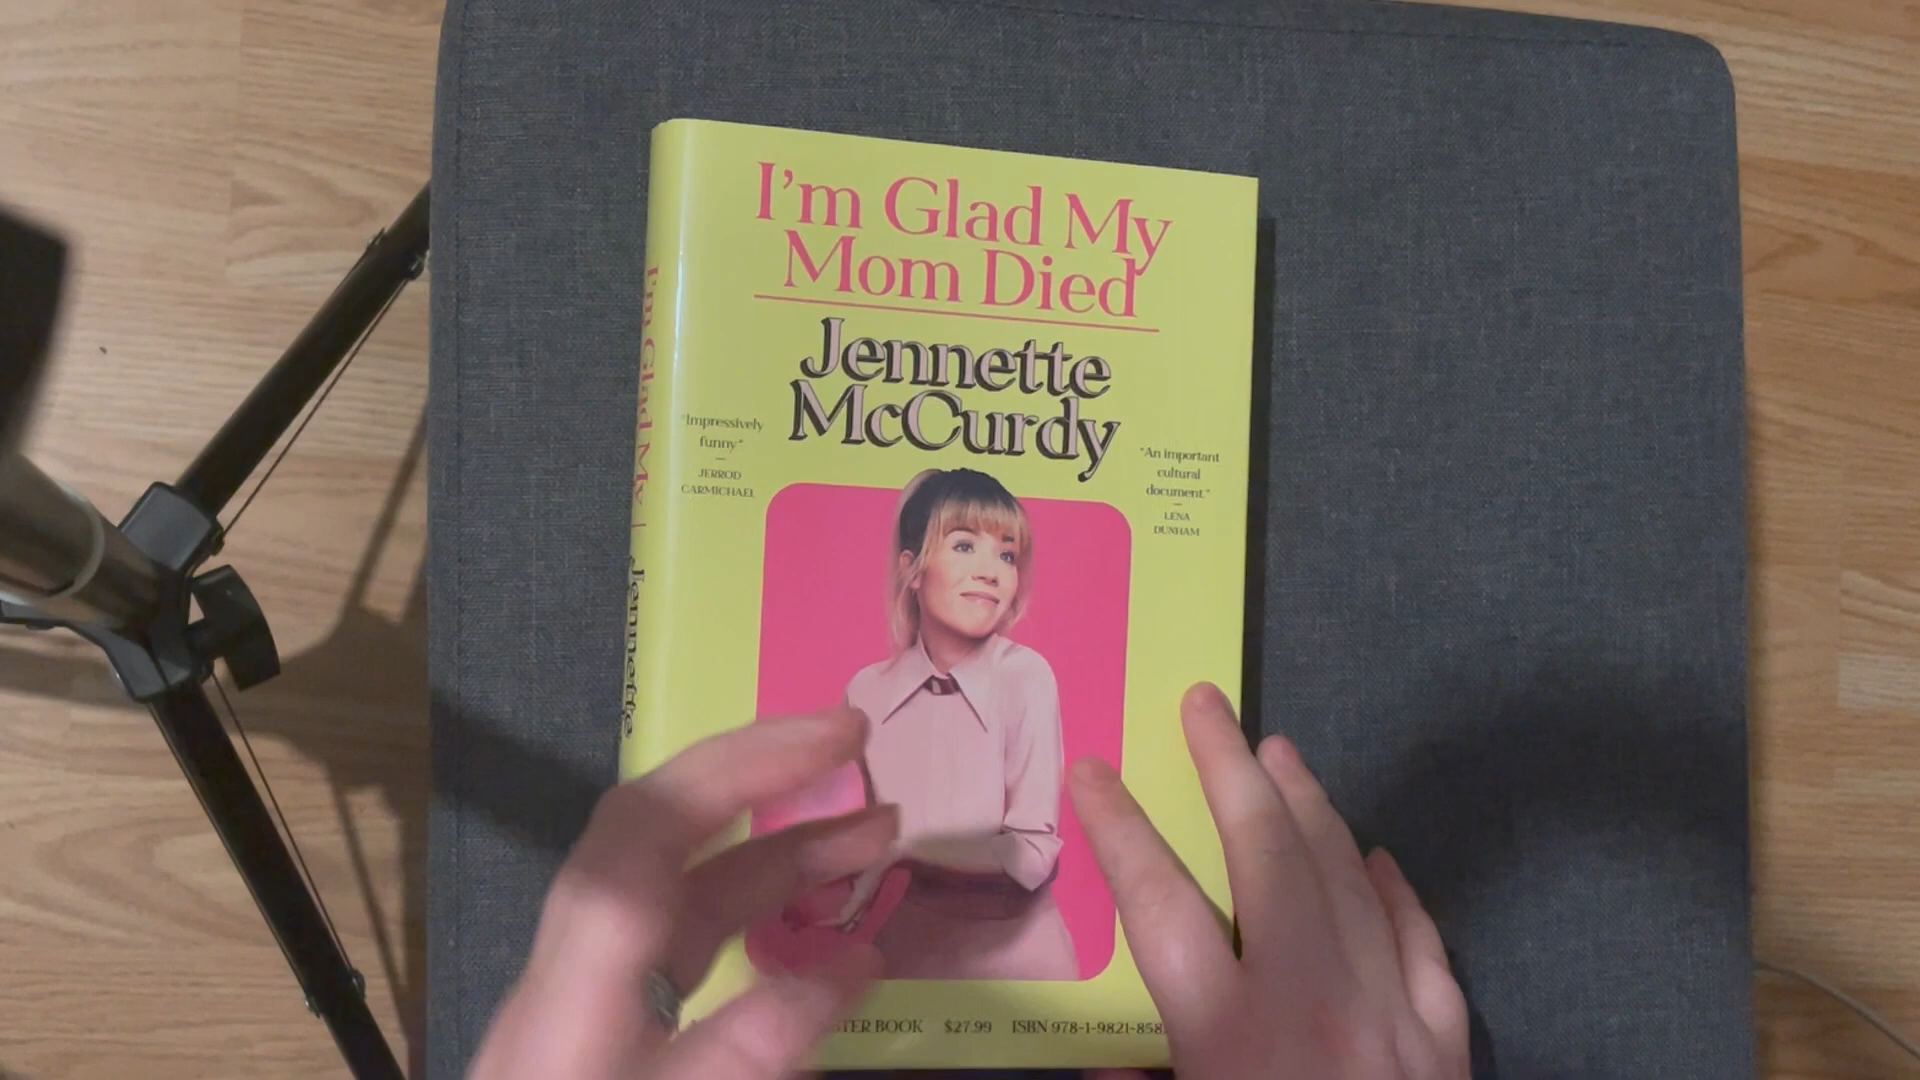 I'm Glad My
Mom Died
Jennette
McCurdy
"Impressively
funny"
—
JERROD
CARMICHAEL
"An important
cultural
document."
—
LENA
DUNHAM
BOOK $27.99 ISBN 978-1-9821-858
I'm Glad My | Jennette